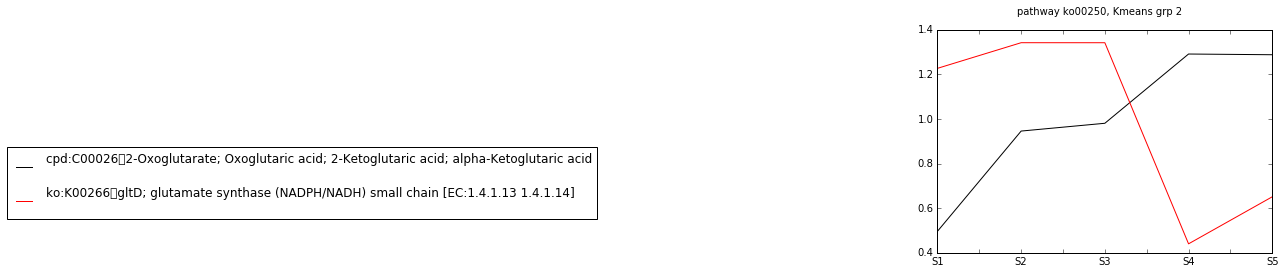 pathway ko00250, Kmeans grp 2
1.4
1.2
1.0
0.8
0.6
0.4
S1 S2 S3 S4 S5
cpd:C00026▯2-Oxoglutarate; Oxoglutaric acid; 2-Ketoglutaric acid; alpha-Ketoglutaric acid
ko:K00266▯gltD; glutamate synthase (NADPH/NADH) small chain [EC:1.4.1.13 1.4.1.14]